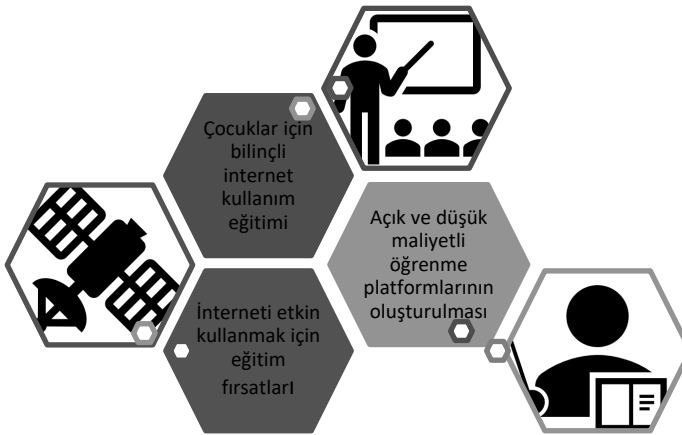 Çocuklar için
bilinçli
internet
kullanım
eğitimi
Açık ve düşük
maliyetli
öğrenme
platformlarının
oluşturulması
İnterneti etkin
kullanmak için
eğitim
fırsatları